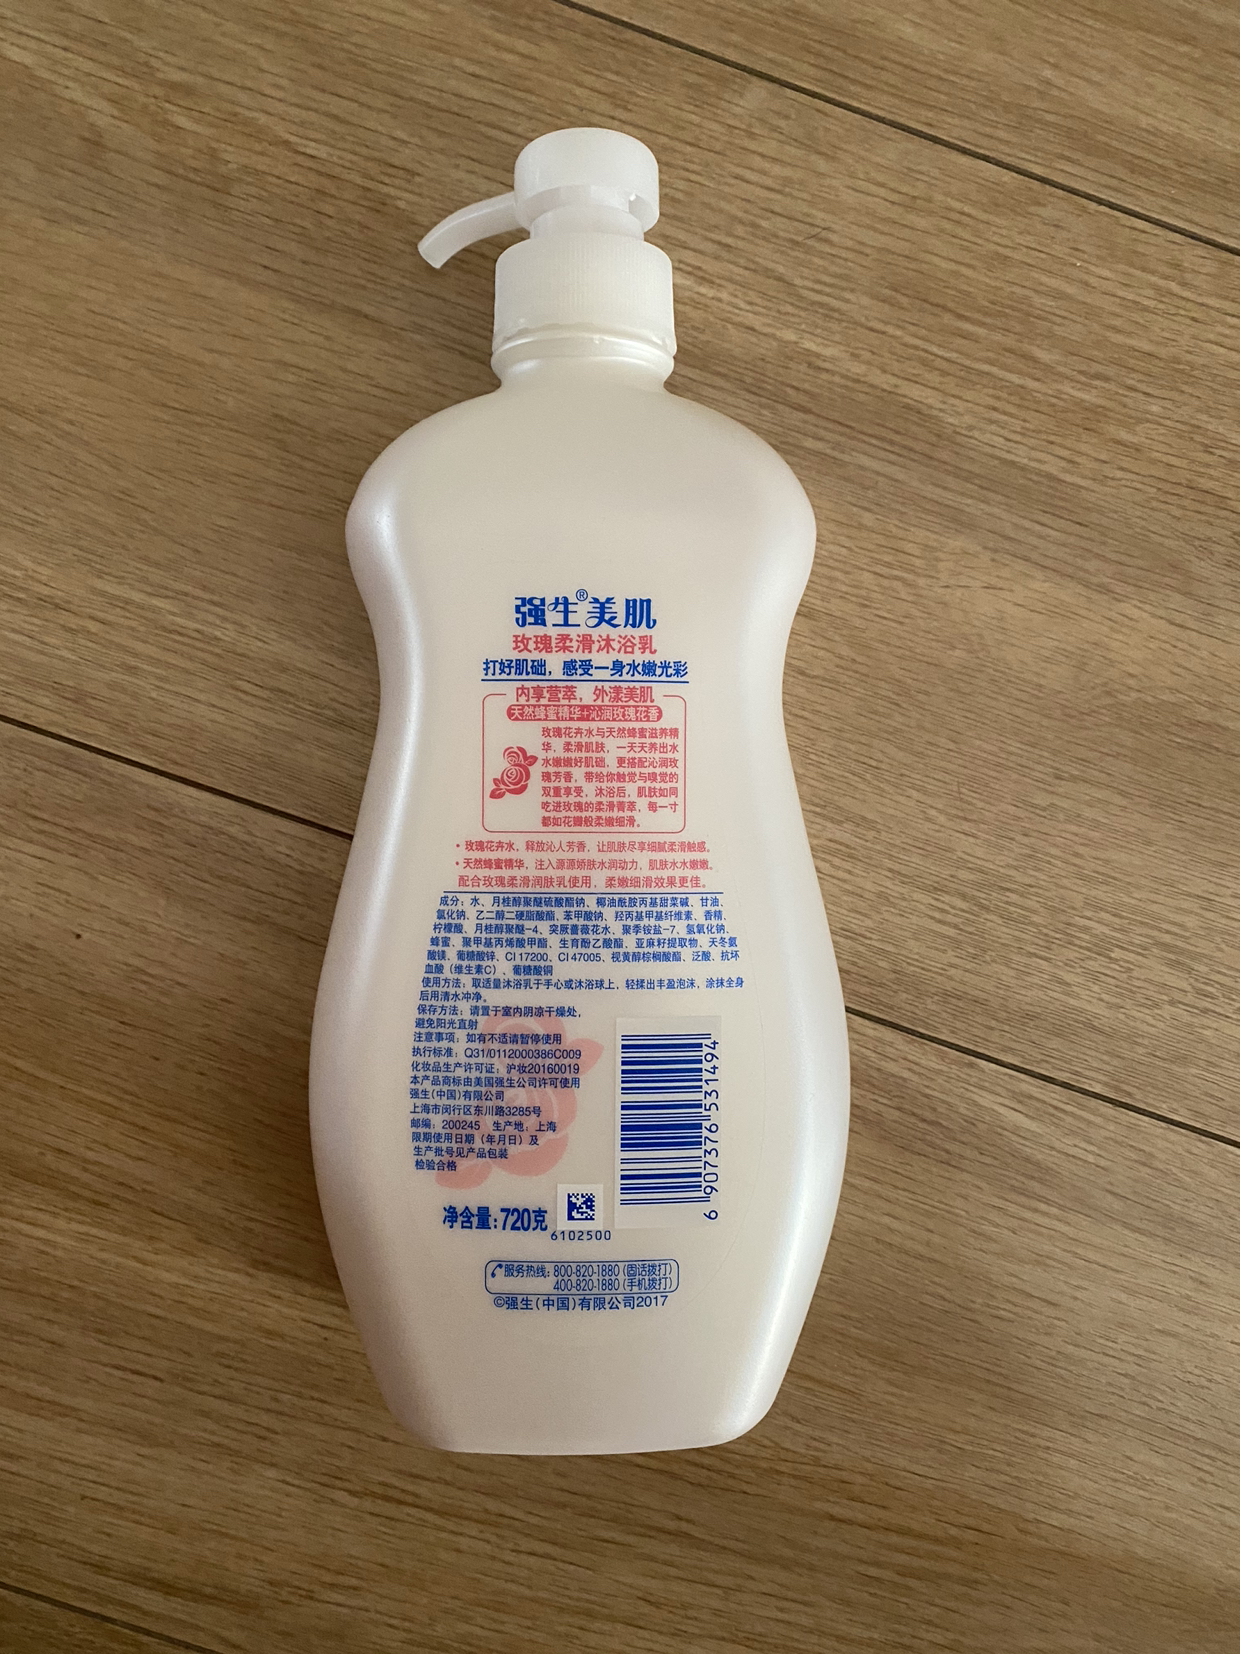 强生®美肌
玫瑰柔滑沐浴乳
打好肌础，感受一身水嫩光彩
内享营萃，外漾美肌
天然蜂蜜精华+沁润玫瑰花香
玫瑰花卉水与天然蜂蜜滋养精
华，柔滑肌肤，一天天养出水
水嫩嫩好肌础，更搭配沁润玫
瑰芳香，带给你触觉与嗅觉的
双重享受，沐浴后，肌肤如同
吃进玫瑰的柔滑菁萃，每一寸
都如花瓣般柔嫩细滑。
•玫瑰花卉水，释放沁人芳香，让肌肤尽享细腻柔滑触感。
•天然蜂蜜精华，注入源源娇肤水润动力，肌肤水水嫩嫩。
配合玫瑰柔滑润肤乳使用，柔嫩细滑效果更佳。
成分：水、月桂醇聚醚硫酸酯钠、椰油酰胺丙基甜菜碱、甘油、
氯化钠、乙二醇二硬脂酸酯、苯甲酸钠、羟丙基甲基纤维素、香精、
柠檬酸、月桂醇聚醚-4、突厥蔷薇花水、聚季铵盐-7、氢氧化钠、
蜂蜜、聚甲基丙烯酸甲酯、生育酚乙酸酯、亚麻籽提取物、天冬氨
酸镁、葡糖酸锌、CI 17200、CI 47005、视黄醇棕榈酸酯、泛酸、抗坏
血酸（维生素C）、葡糖酸铜
使用方法：取适量沐浴乳于手心或沐浴球上，轻揉出丰盈泡沫，涂抹全身
后用清水冲净。
保存方法：请置于室内阴凉干燥处，
避免阳光直射
注意事项：如有不适请暂停使用
执行标准：Q31/0112000386C009
化妆品生产许可证：沪妆20160019
本产品商标由美国强生公司许可使用
强生(中国)有限公司
上海市闵行区东川路3285号
邮编：200245 生产地：上海
限期使用日期（年月日）及
生产批号见产品包装
检验合格
6 907376 531494
净含量：720克
6102500
服务热线：800-820-1880（固话拨打）
400-820-1880（手机拨打）
©强生(中国)有限公司2017